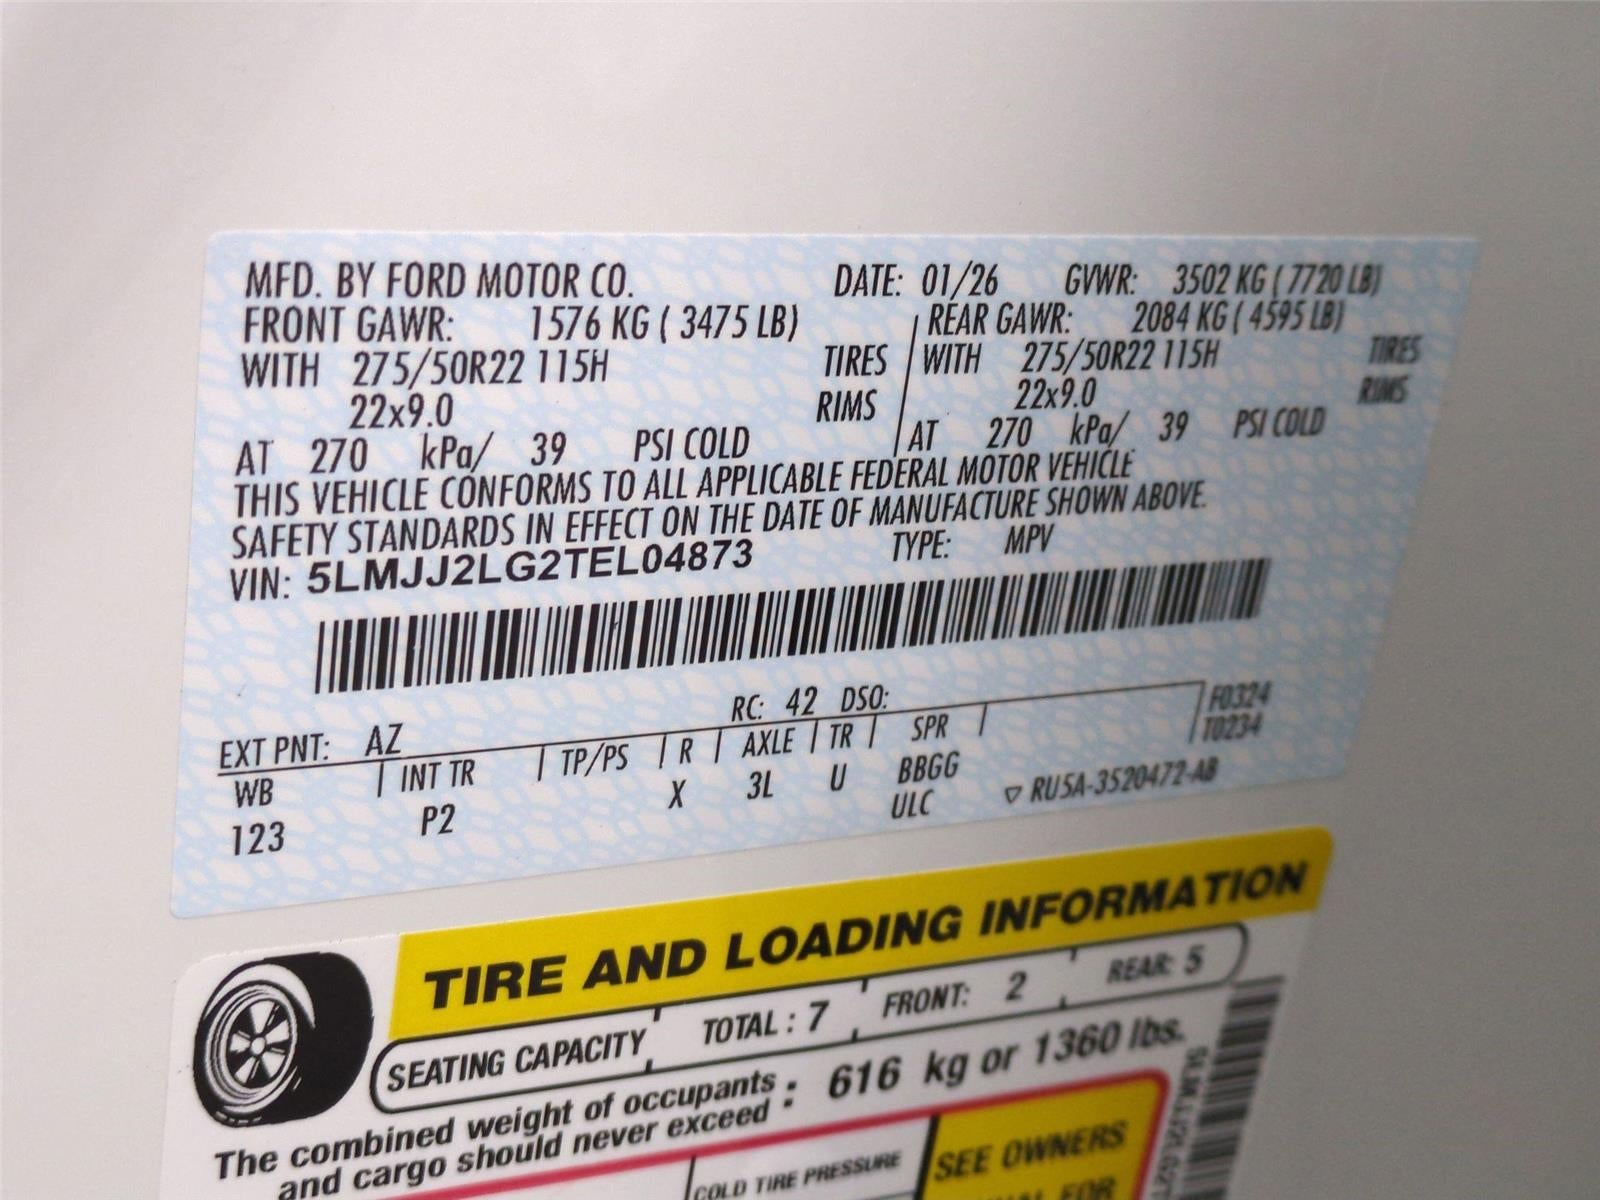 MFD. BY FORD MOTOR CO. DATE: 01/26 GVWR: 3502 KG ( 7720 LB)
FRONT GAWR: 1576 KG ( 3475 LB) REAR GAWR: 2084 KG ( 4595 LB)
WITH 275/50R22 115H TIRES WITH 275/50R22 115H TIRES
22x9.0 RIMS 22x9.0 RIMS
AT 270 kPa/ 39 PSI COLD AT 270 kPa/ 39 PSI COLD
THIS VEHICLE CONFORMS TO ALL APPLICABLE FEDERAL MOTOR VEHICLE
SAFETY STANDARDS IN EFFECT ON THE DATE OF MANUFACTURE SHOWN ABOVE.
VIN: 5LMJJ2LG2TEL04873 TYPE: MPV
EXT PNT: AZ RC: 42 DSO: F0324
WB INT TR TP/PS R AXLE TR SPR T0234
123 P2 X 3L U BBGG
ULC RU5A-3520472-AB
TIRE AND LOADING INFORMATION
SEATING CAPACITY TOTAL : 7 FRONT: 2 REAR: 5
The combined weight of occupants
and cargo should never exceed : 616 kg or 1360 lbs.
COLD TIRE PRESSURE
SEE OWNERS
FOR